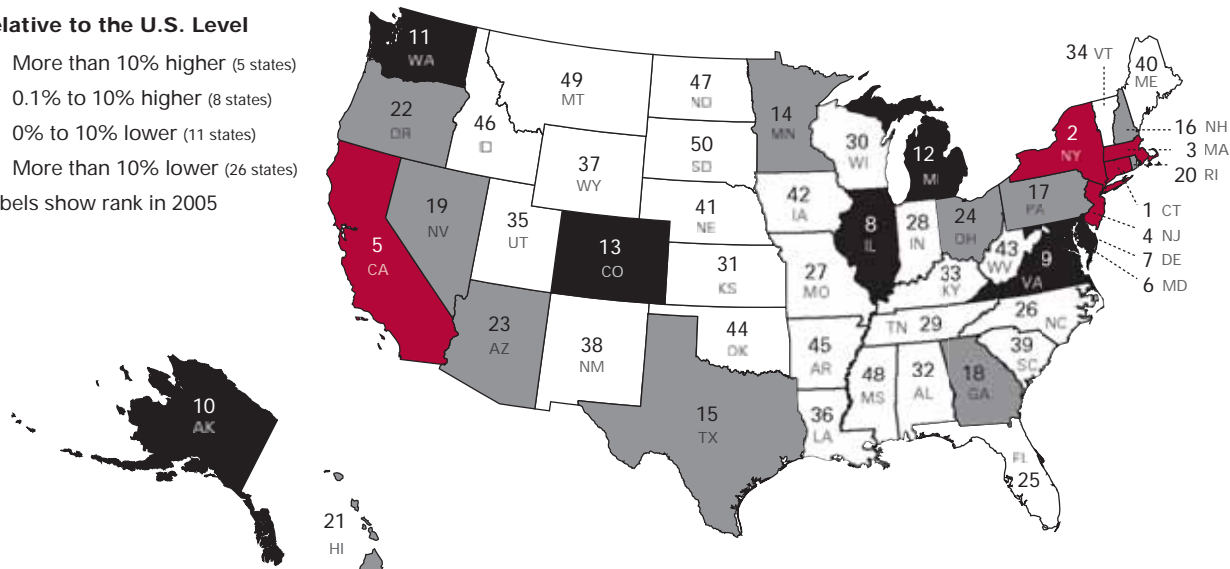 elative to the U.S. Level
More than 10% higher (5 states)
0.1% to 10% higher (8 states)
0% to 10% lower (11 states)
More than 10% lower (26 states)
bels show rank in 2005
11
WA
49
MT
47
ND
34 VT
40
ME
22
OR
46
ID
14
MN
16 NH
50
SD
30
WI
12
MI
2
NY
3 MA
20 RI
37
WY
42
IA
17
PA
1 CT
19
NV
35
UT
41
NE
8
IL
28
IN
24
OH
4 NJ
5
CA
13
CO
31
KS
27
MO
43
WV
9
VA
7 DE
6 MD
33
KY
23
AZ
38
NM
44
OK
TN 29
26
NC
45
AR
39
SC
10
AK
15
TX
48
MS
32
AL
18
GA
36
LA
FL
25
21
HI